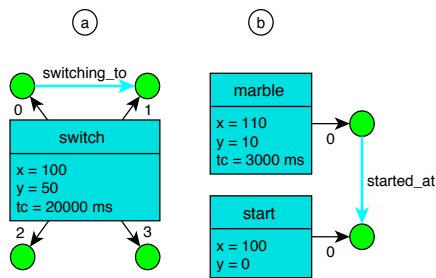 a
switching_to
0
1
switch
x = 100
y = 50
tc = 20000 ms
2
3
b
marble
x = 110
y = 10
tc = 3000 ms
0
started_at
start
x = 100
y = 0
0